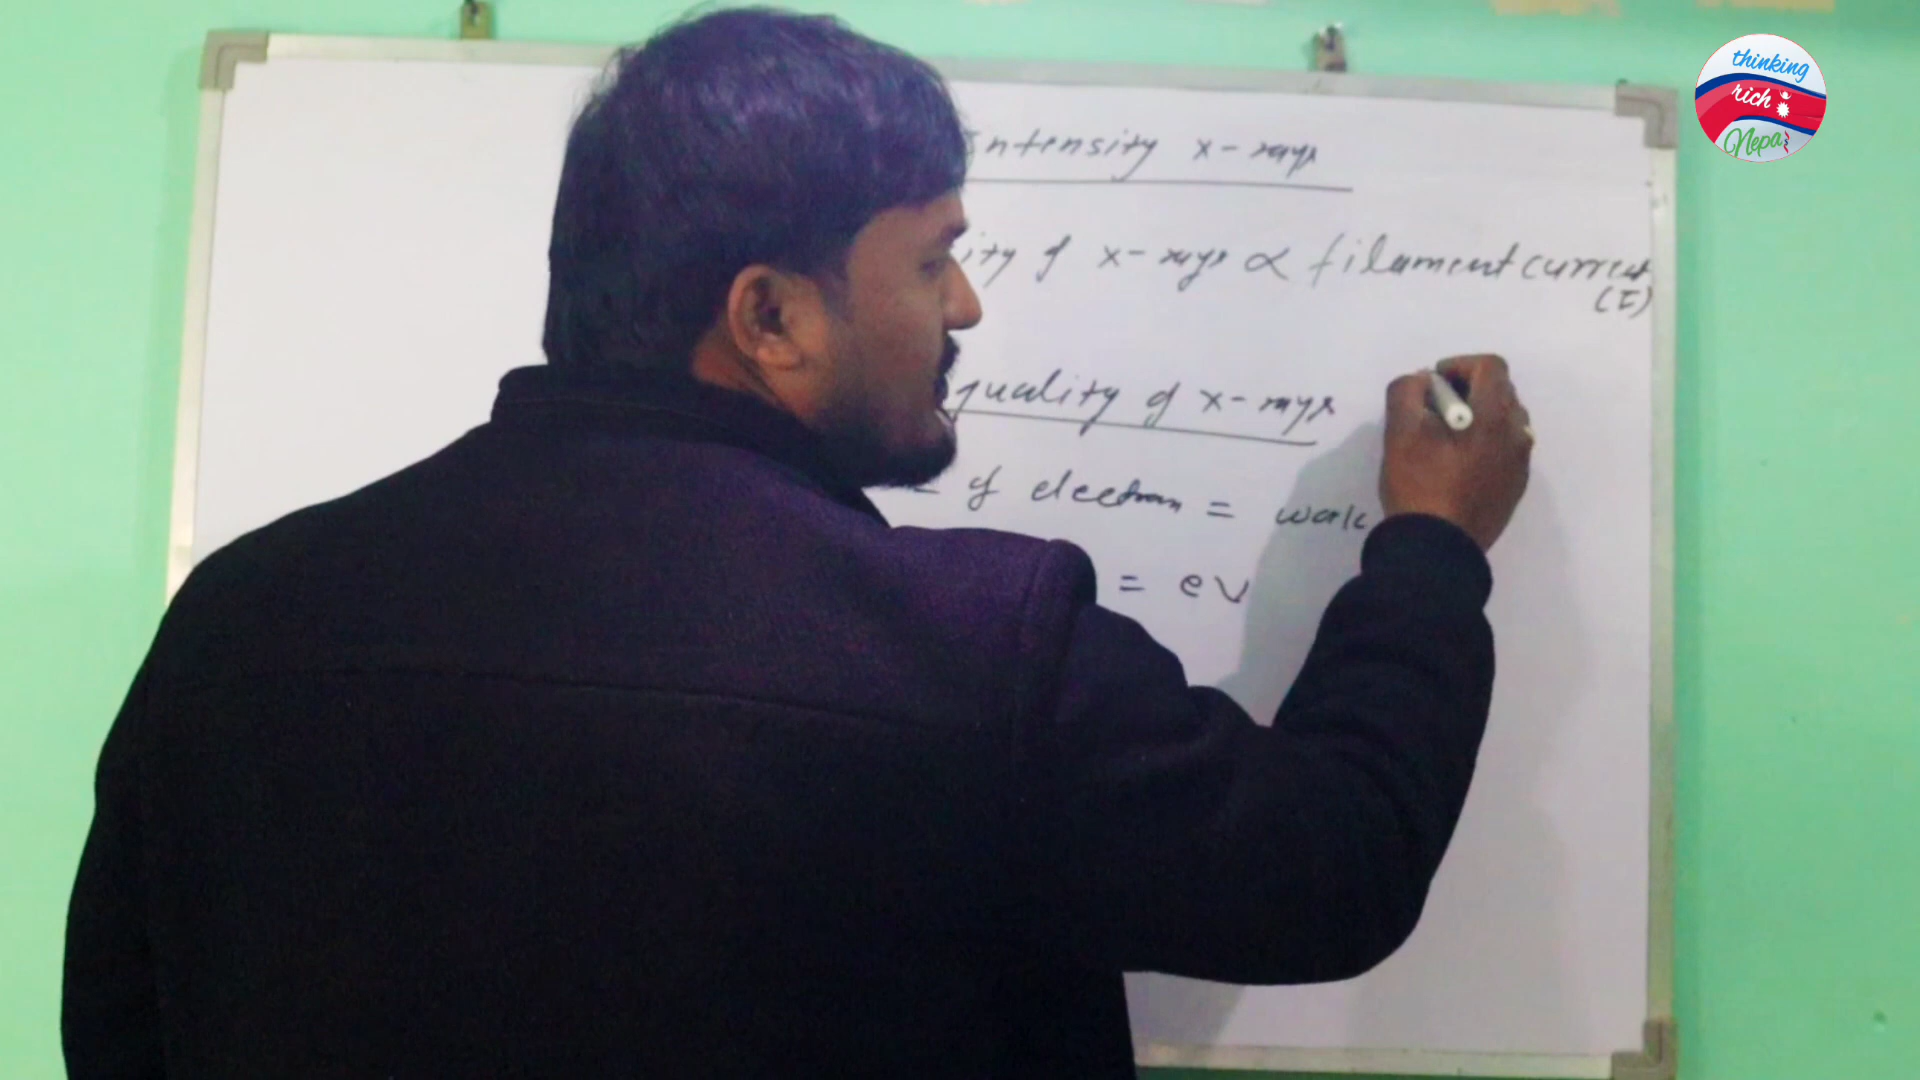 Intensity x-rays
ity of x-rays ∝ filament current
(I)
quality of x-rays
of electron = work
= eV
thinking
rich
Nepal